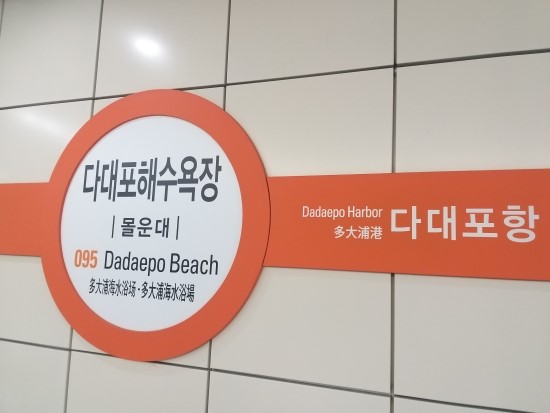 다대포해수욕장
| 몰운대 |
095 Dadaepo Beach
多大浦海水浴场 - 多大浦海水浴場
Dadaepo Harbor
多大浦港
다대포항